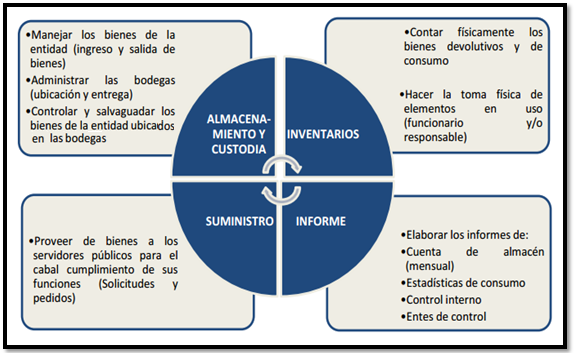 •Manejar los bienes de la
entidad (ingreso y salida de
bienes)
•Administrar las bodegas
(ubicación y entrega)
•Controlar y salvaguadar los
bienes de la entidad ubicados
en las bodegas
•Contar físicamente los
bienes devolutivos y de
consumo
•Hacer la toma física de
elementos en uso
(funcionario y/o
responsable)
ALMACENA-
MIENTO Y
CUSTODIA
INVENTARIOS
SUMINISTRO
INFORME
•Proveer de bienes a los
servidores públicos para el
cabal cumplimiento de sus
funciones (Solicitudes y
pedidos)
•Elaborar los informes de:
•Cuenta de almacén
(mensual)
•Estadísticas de consumo
•Control interno
•Entes de control